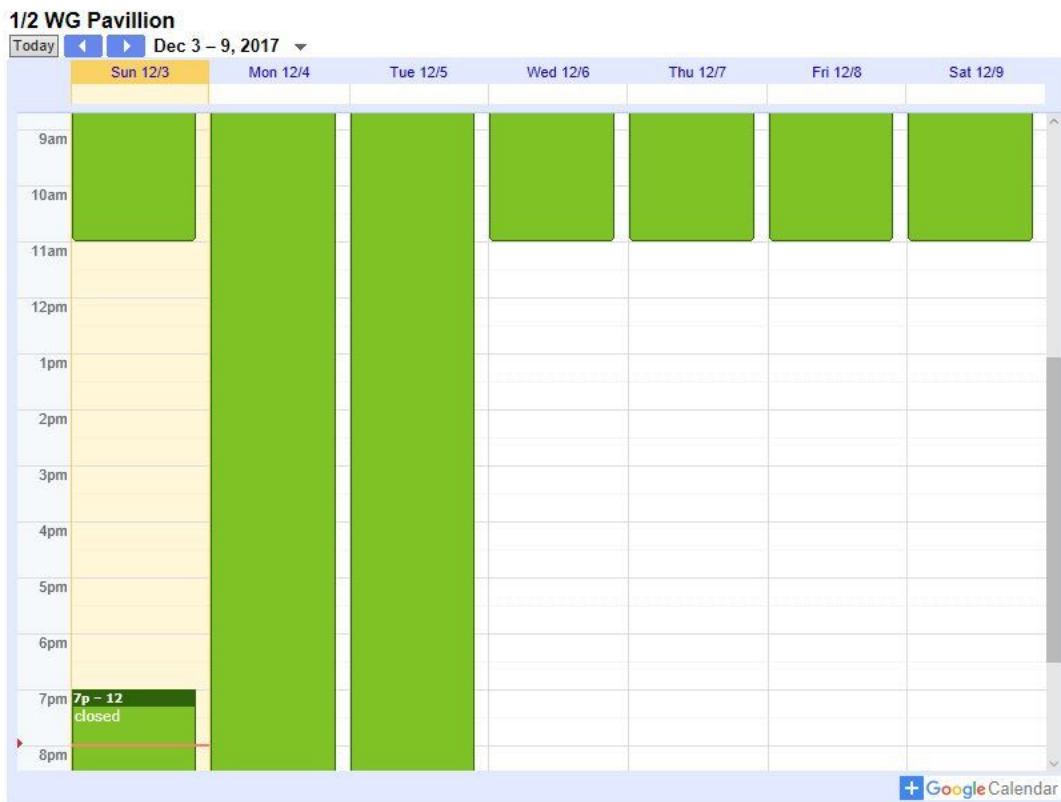 1/2 WG Pavillion
Today Dec 3 – 9, 2017
Sun 12/3 Mon 12/4 Tue 12/5 Wed 12/6 Thu 12/7 Fri 12/8 Sat 12/9
9am
10am
11am
12pm
1pm
2pm
3pm
4pm
5pm
6pm
7pm 7p – 12
closed
8pm
Google Calendar